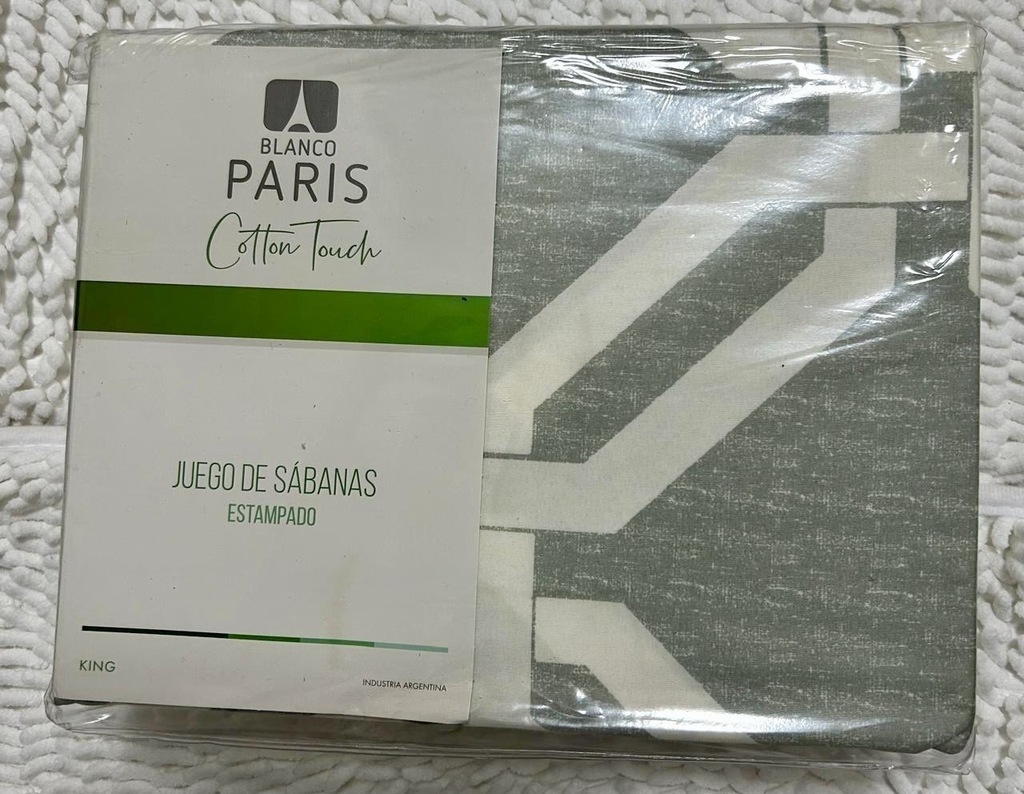 BLANCO
PARIS
Cotton Touch
JUEGO DE SÁBANAS
ESTAMPADO
KING
INDUSTRIA ARGENTINA